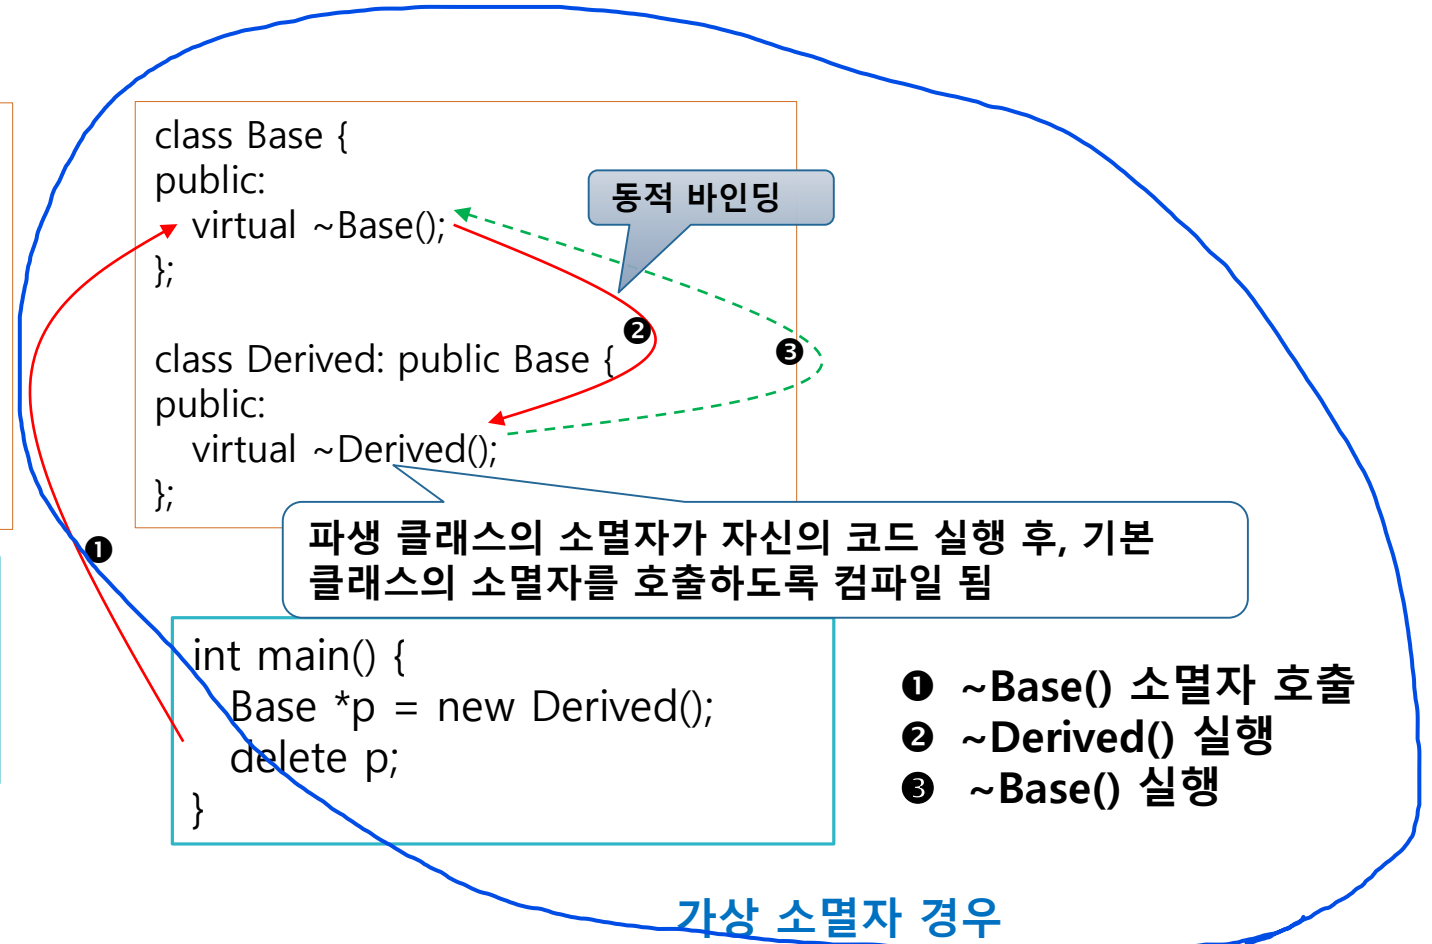 class Base {
public:
virtual ~Base();
};
동적 바인딩
❷
❸
class Derived: public Base {
public:
virtual ~Derived();
};
파생 클래스의 소멸자가 자신의 코드 실행 후, 기본
클래스의 소멸자를 호출하도록 컴파일 됨
❶
int main() {
Base *p = new Derived();
delete p;
}
❶ ~Base() 소멸자 호출
❷ ~Derived() 실행
❸ ~Base() 실행
가상 소멸자 경우